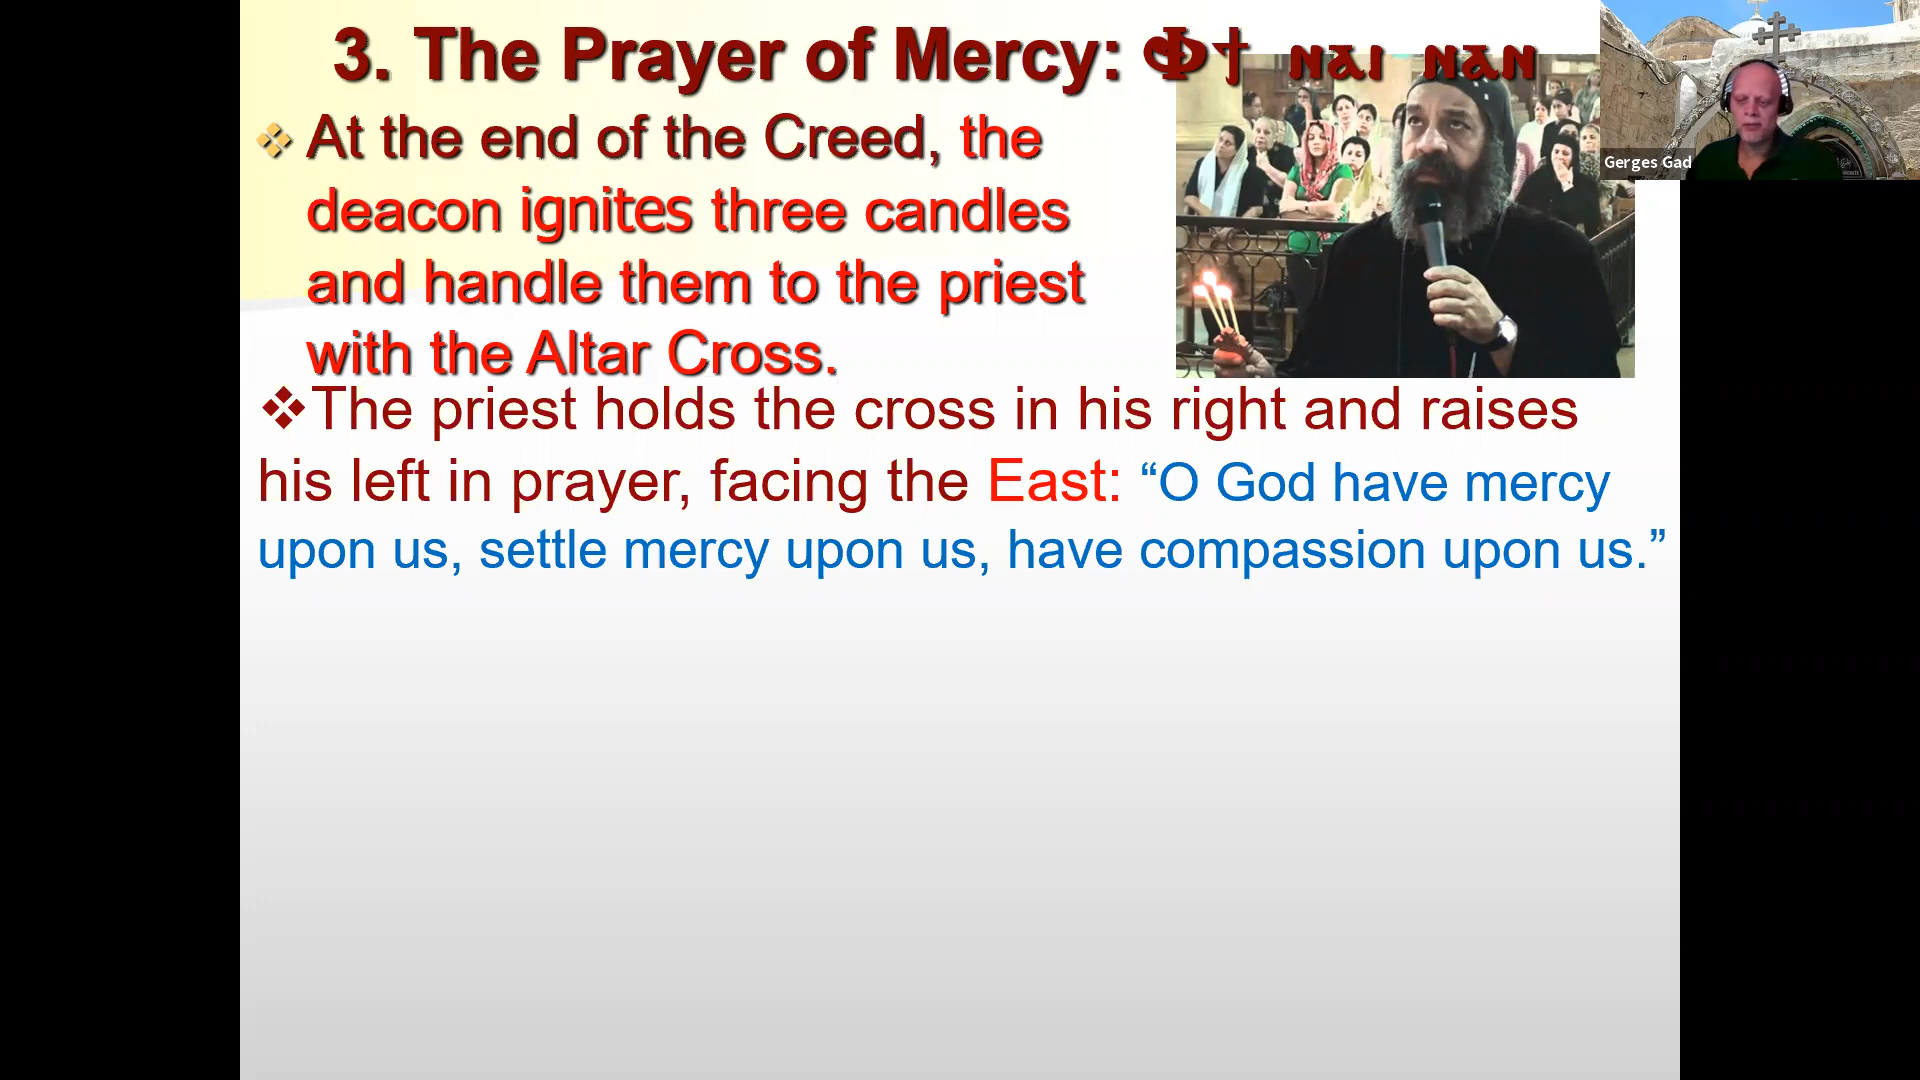 3. The Prayer of Mercy: Ⲫϯ ⲛⲁⲓ ⲛⲁⲛ
❖ At the end of the Creed, the
deacon ignites three candles
and handle them to the priest
with the Altar Cross.
❖The priest holds the cross in his right and raises
his left in prayer, facing the East: “O God have mercy
upon us, settle mercy upon us, have compassion upon us.”
Gerges Gad